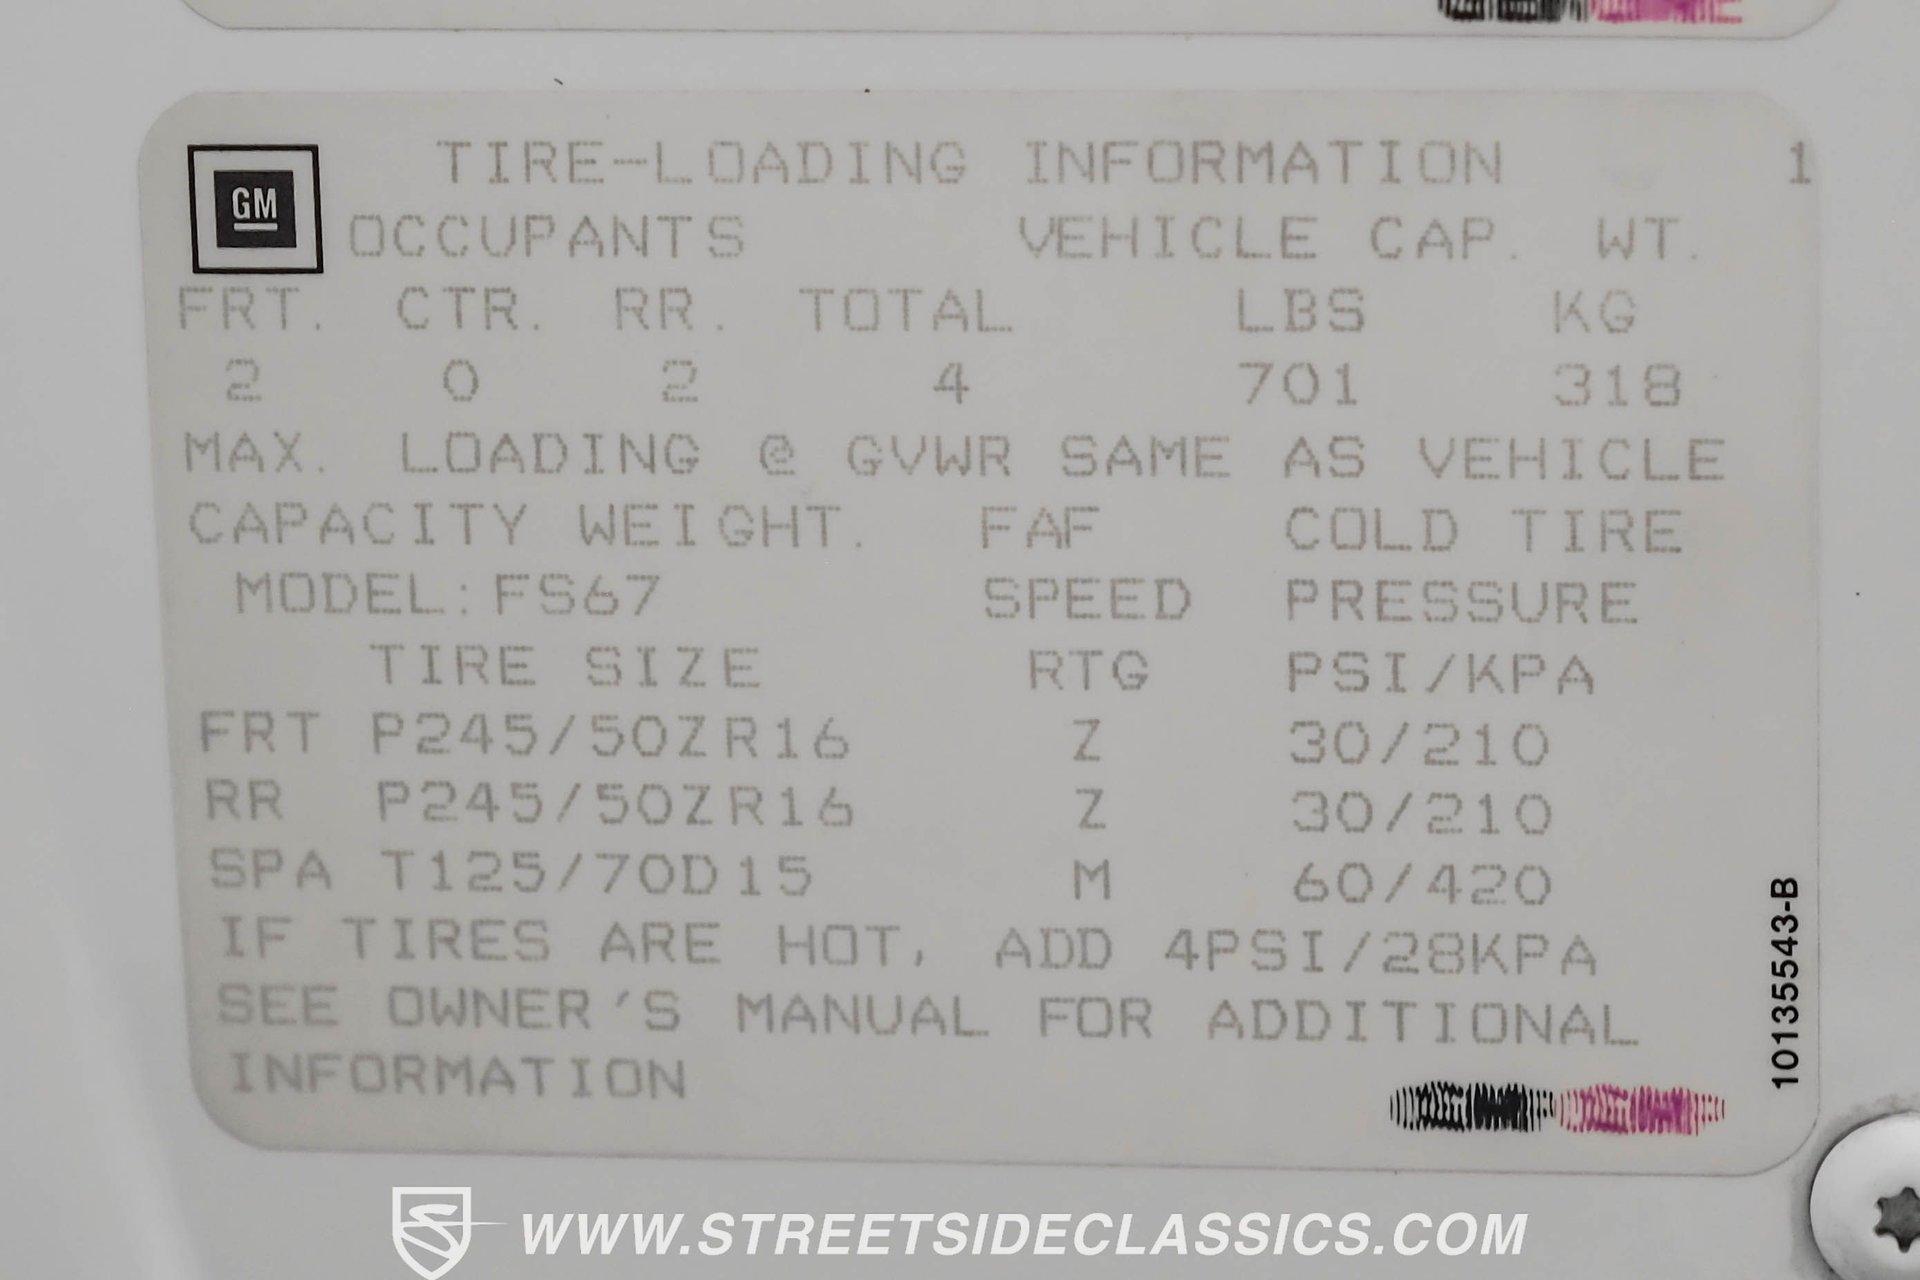 TIRE-LOADING INFORMATION 1
GM
OCCUPANTS VEHICLE CAP. WT.
FRT. CTR. RR. TOTAL LBS KG
2 0 2 4 701 318
MAX. LOADING @ GVWR SAME AS VEHICLE
CAPACITY WEIGHT. FAF COLD TIRE
MODEL:FS67 SPEED PRESSURE
TIRE SIZE RTG PSI/KPA
FRT P245/50ZR16 Z 30/210
RR P245/50ZR16 Z 30/210
SPA T125/70D15 M 60/420
IF TIRES ARE HOT, ADD 4PSI/28KPA
SEE OWNER'S MANUAL FOR ADDITIONAL
INFORMATION
10135543-B
WWW.STREETSIDECLASSICS.COM